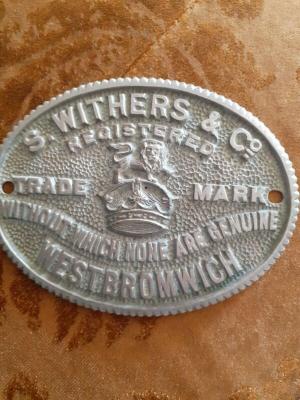 S. WITHERS & Co.
REGISTERED
TRADE MARK
WITHOUT WHICH NONE ARE GENUINE
WESTBROMWICH